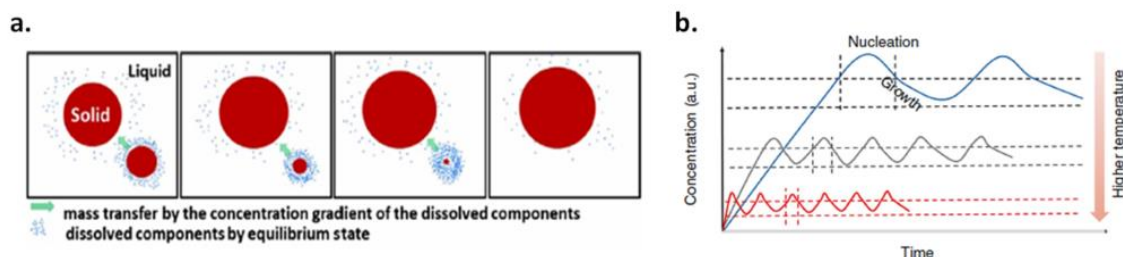 a.
Liquid
Solid
mass transfer by the concentration gradient of the dissolved components
dissolved components by equilibrium state
b.
Nucleation
Growth
Concentration (a.u.)
Time
Higher temperature